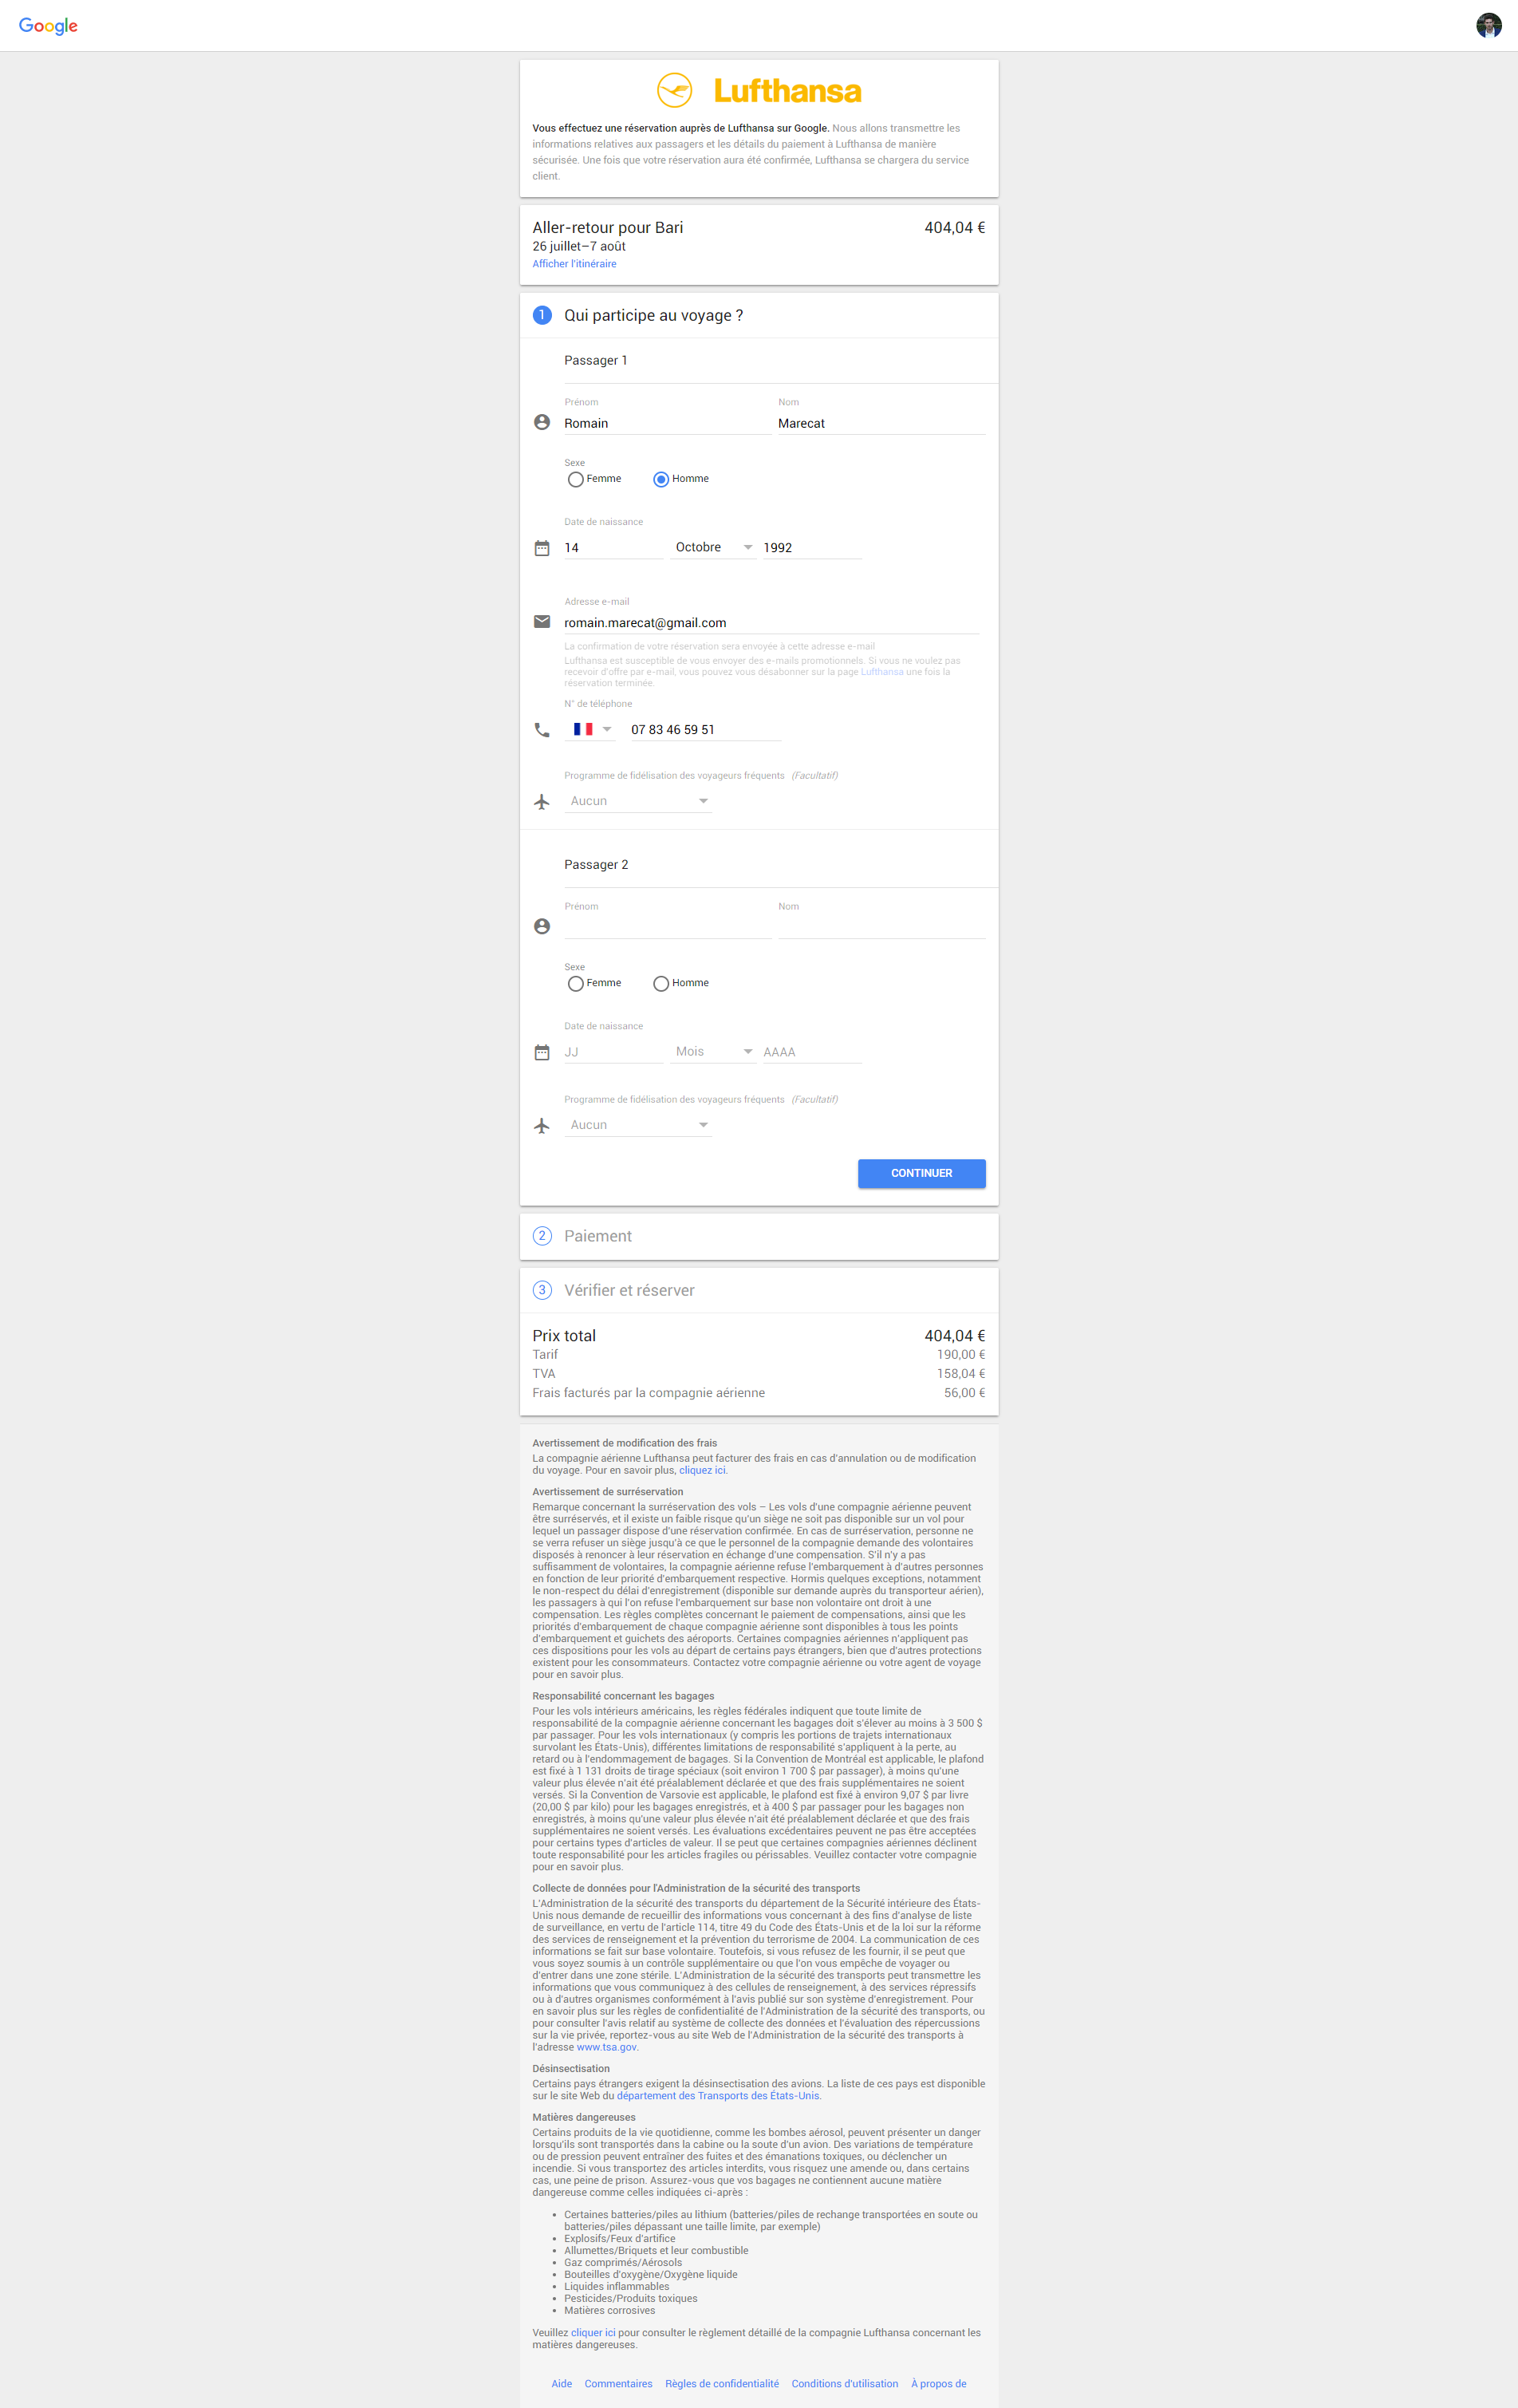 Google
Lufthansa
Vous effectuez une réservation auprès de Lufthansa sur Google. Nous allons transmettre les
informations relatives aux passagers et les détails du paiement à Lufthansa de manière
sécurisée. Une fois que votre réservation aura été confirmée, Lufthansa se chargera du service
client.
Aller-retour pour Bari 404,04 €
26 juillet–7 août
Afficher l'itinéraire
1 Qui participe au voyage ?
Passager 1
Prénom Nom
Romain Marecat
Sexe
Femme Homme
Date de naissance
14 Octobre 1992
Adresse e-mail
romain.marecat@gmail.com
La confirmation de votre réservation sera envoyée à cette adresse e-mail
Lufthansa est susceptible de vous envoyer des e-mails promotionnels. Si vous ne voulez pas
recevoir d'offre par e-mail, vous pouvez vous désabonner sur la page Lufthansa une fois la
réservation terminée.
N° de téléphone
07 83 46 59 51
Programme de fidélisation des voyageurs fréquents (Facultatif)
Aucun
Passager 2
Prénom Nom
Sexe
Femme Homme
Date de naissance
JJ Mois AAAA
Programme de fidélisation des voyageurs fréquents (Facultatif)
Aucun
CONTINUER
2 Paiement
3 Vérifier et réserver
Prix total 404,04 €
Tarif 190,00 €
TVA 158,04 €
Frais facturés par la compagnie aérienne 56,00 €
Avertissement de modification des frais
La compagnie aérienne Lufthansa peut facturer des frais en cas d'annulation ou de modification
du voyage. Pour en savoir plus, cliquez ici.
Avertissement de surréservation
Remarque concernant la surréservation des vols – Les vols d'une compagnie aérienne peuvent
être surréservés, et il existe un faible risque qu'un siège ne soit pas disponible sur un vol pour
lequel un passager dispose d'une réservation confirmée. En cas de surréservation, personne ne
se verra refuser un siège jusqu'à ce que le personnel de la compagnie demande des volontaires
disposés à renoncer à leur réservation en échange d'une compensation. S'il n'y a pas
suffisamment de volontaires, la compagnie aérienne refuse l'embarquement à d'autres personnes
en fonction de leur priorité d'embarquement respective. Hormis quelques exceptions, notamment
le non-respect du délai d'enregistrement (disponible sur demande auprès du transporteur aérien),
les passagers à qui l'on refuse l'embarquement sur base non volontaire ont droit à une
compensation. Les règles complètes concernant le paiement de compensations, ainsi que les
priorités d'embarquement de chaque compagnie aérienne sont disponibles à tous les points
d'embarquement et guichets des aéroports. Certaines compagnies aériennes n'appliquent pas
ces dispositions pour les vols au départ de certains pays étrangers, bien que d'autres protections
existent pour les consommateurs. Contactez votre compagnie aérienne ou votre agent de voyage
pour en savoir plus.
Responsabilité concernant les bagages
Pour les vols intérieurs américains, les règles fédérales indiquent que toute limite de
responsabilité de la compagnie aérienne concernant les bagages doit s'élever au moins à 3 500 $
par passager. Pour les vols internationaux (y compris les portions de trajets internationaux
survolant les États-Unis), différentes limitations de responsabilité s'appliquent à la perte, au
retard ou à l'endommagement de bagages. Si la Convention de Montréal est applicable, le plafond
est fixé à 1 131 droits de tirage spéciaux (soit environ 1 700 $ par passager), à moins qu'une
valeur plus élevée n'ait été préalablement déclarée et que des frais supplémentaires ne soient
versés. Si la Convention de Varsovie est applicable, le plafond est fixé à environ 9,07 $ par livre
(20,00 $ par kilo) pour les bagages enregistrés, et à 400 $ par passager pour les bagages non
enregistrés, à moins qu'une valeur plus élevée n'ait été préalablement déclarée et que des frais
supplémentaires ne soient versés. Les évaluations excédentaires peuvent ne pas être acceptées
pour certains types d'articles de valeur. Il se peut que certaines compagnies aériennes déclinent
toute responsabilité pour les articles fragiles ou périssables. Veuillez contacter votre compagnie
pour en savoir plus.
Collecte de données pour l'Administration de la sécurité des transports
L'Administration de la sécurité des transports du département de la Sécurité intérieure des États-
Unis nous demande de recueillir des informations vous concernant à des fins d'analyse de liste
de surveillance, en vertu de l'article 114, titre 49 du Code des États-Unis et de la loi sur la réforme
des services de renseignement et la prévention du terrorisme de 2004. La communication de ces
informations se fait sur base volontaire. Toutefois, si vous refusez de les fournir, il se peut que
vous soyez soumis à un contrôle supplémentaire ou que l'on vous empêche de voyager ou
d'entrer dans une zone stérile. L'Administration de la sécurité des transports peut transmettre les
informations que vous communiquez à des cellules de renseignement, à des services répressifs
ou à d'autres organismes conformément à l'avis publié sur son système d'enregistrement. Pour
en savoir plus sur les règles de confidentialité de l'Administration de la sécurité des transports, ou
pour consulter l'avis relatif au système de collecte des données et l'évaluation des répercussions
sur la vie privée, reportez-vous au site Web de l'Administration de la sécurité des transports à
l'adresse www.tsa.gov.
Désinsectisation
Certains pays étrangers exigent la désinsectisation des avions. La liste de ces pays est disponible
sur le site Web du département des Transports des États-Unis.
Matières dangereuses
Certains produits de la vie quotidienne, comme les bombes aérosol, peuvent présenter un danger
lorsqu'ils sont transportés dans la cabine ou la soute d'un avion. Des variations de température
ou de pression peuvent entraîner des fuites et des émanations toxiques, ou déclencher un
incendie. Si vous transportez des articles interdits, vous risquez une amende ou, dans certains
cas, une peine de prison. Assurez-vous que vos bagages ne contiennent aucune matière
dangereuse comme celles indiquées ci-après :
• Certaines batteries/piles au lithium (batteries/piles de rechange transportées en soute ou
batteries/piles dépassant une taille limite, par exemple)
• Explosifs/Feux d'artifice
• Allumettes/Briquets et leur combustible
• Gaz comprimés/Aérosols
• Bouteilles d'oxygène/Oxygène liquide
• Liquides inflammables
• Pesticides/Produits toxiques
• Matières corrosives
Veuillez cliquer ici pour consulter le règlement détaillé de la compagnie Lufthansa concernant les
matières dangereuses.
Aide Commentaires Règles de confidentialité Conditions d'utilisation À propos de